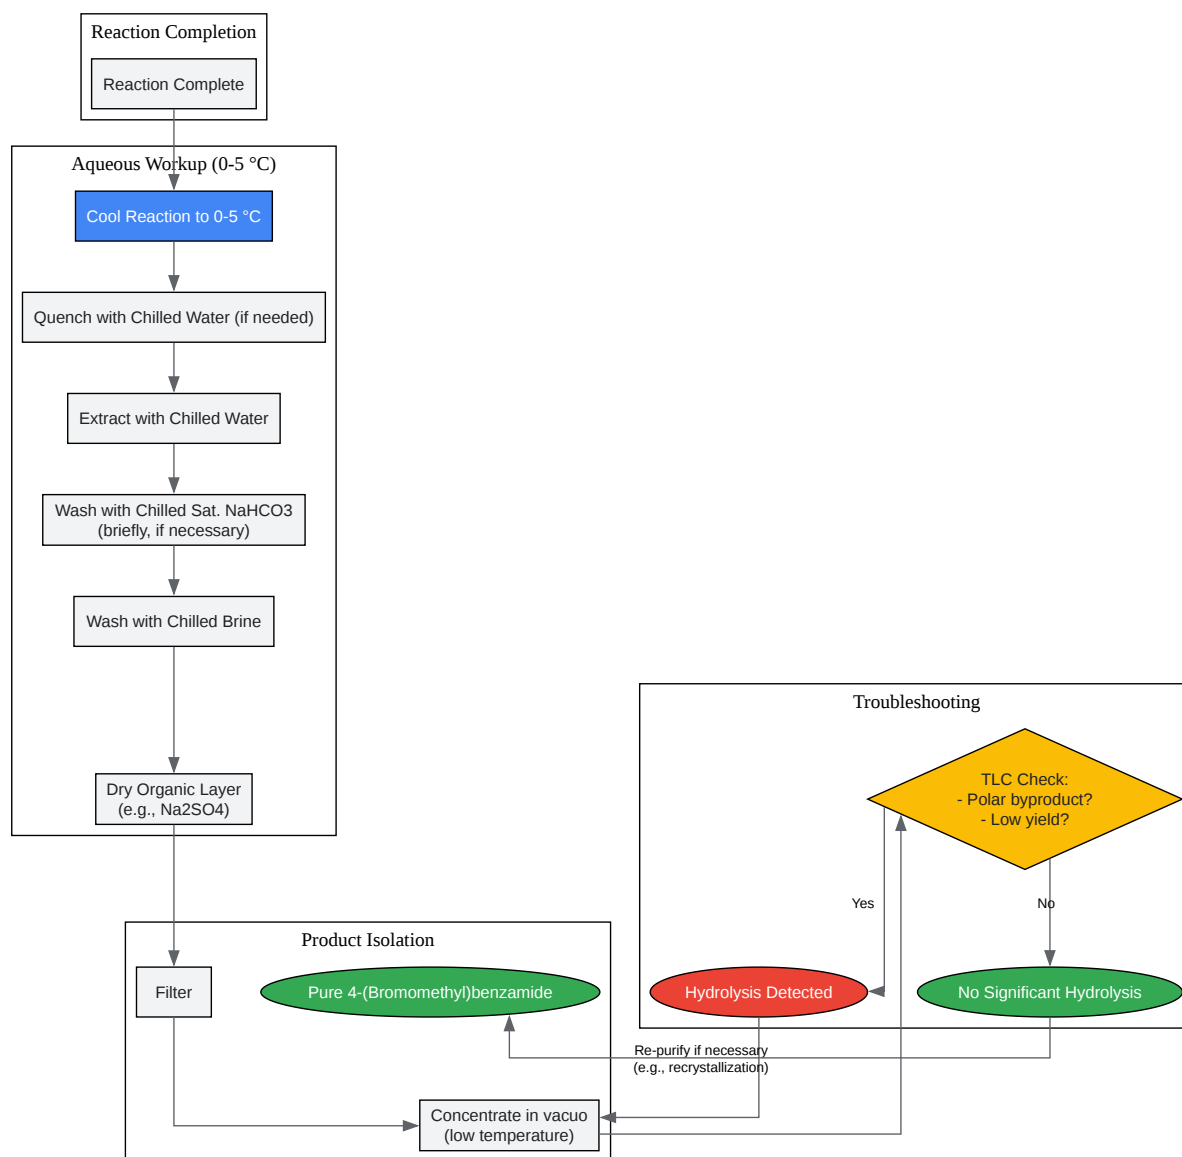 Reaction Completion
Reaction Complete
Aqueous Workup (0-5 °C)
Cool Reaction to 0-5 °C
Quench with Chilled Water (if needed)
Extract with Chilled Water
Wash with Chilled Sat. NaHCO3
(briefly, if necessary)
Wash with Chilled Brine
Dry Organic Layer
(e.g., Na2SO4)
Troubleshooting
TLC Check:
- Polar byproduct?
- Low yield?
Yes
No
Product Isolation
Filter
Pure 4-(Bromomethyl)benzamide
Hydrolysis Detected
No Significant Hydrolysis
Re-purify if necessary
(e.g., recrystallization)
Concentrate in vacuo
(low temperature)